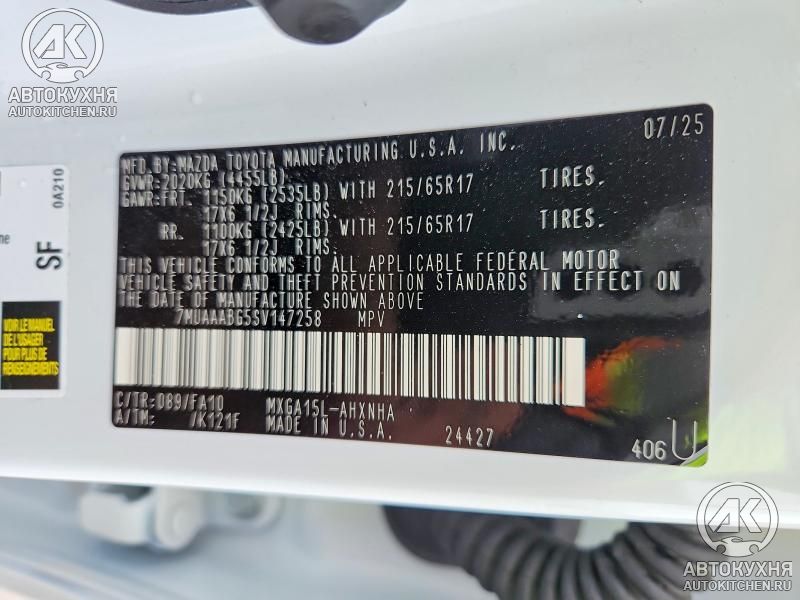 AK
АВТОКУХНЯ
AUTOKITCHEN.RU
0A210
SF
VOIR LE MANUEL
DE L'USAGER
POUR PLUS DE
RENSEIGNEMENTS
07/25
MFD.BY:MAZDA TOYOTA MANUFACTURING U.S.A. INC.
GVWR:2020KG (4455LB)
GAWR:FRT. 1150KG (2535LB) WITH 215/65R17 TIRES.
17X6 1/2J RIMS.
RR. 1100KG (2425LB) WITH 215/65R17 TIRES.
17X6 1/2J RIMS.
THIS VEHICLE CONFORMS TO ALL APPLICABLE FEDERAL MOTOR
VEHICLE SAFETY AND THEFT PREVENTION STANDARDS IN EFFECT ON
THE DATE OF MANUFACTURE SHOWN ABOVE
7MUAAABG5SV147258 MPV
C/TR:089/FA10 MXGA15L-AHXNHA
A/TM: /K121F MADE IN U.S.A.
24427
406 U
AK
АВТОКУХНЯ
AUTOKITCHEN.RU